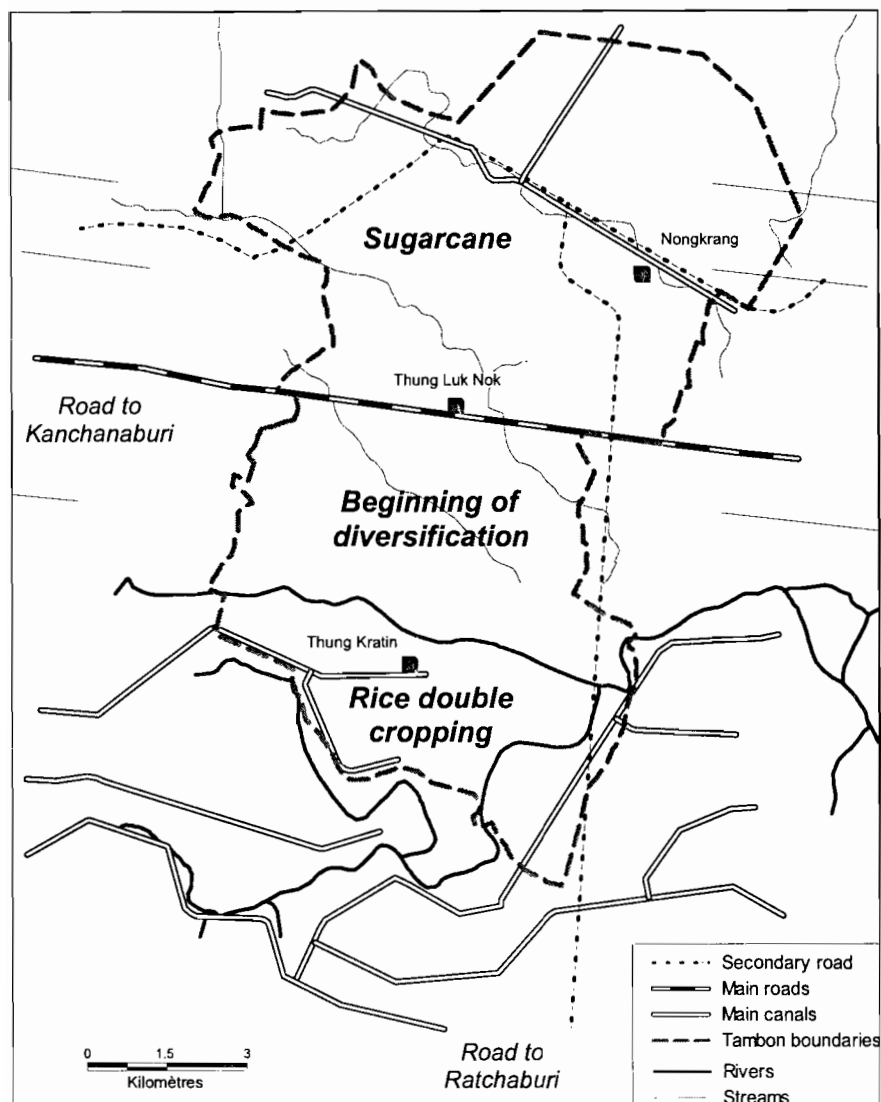 Sugarcane
Nongkrang
Thung Luk Nok
Road to
Kanchanaburi
Beginning of
diversification
Thung Kratin
Rice double
cropping
Secondary road
Main roads
Main canals
Tambon boundaries
Rivers
Streams
0 1.5 3
Kilomètres
Road to
Ratchaburi